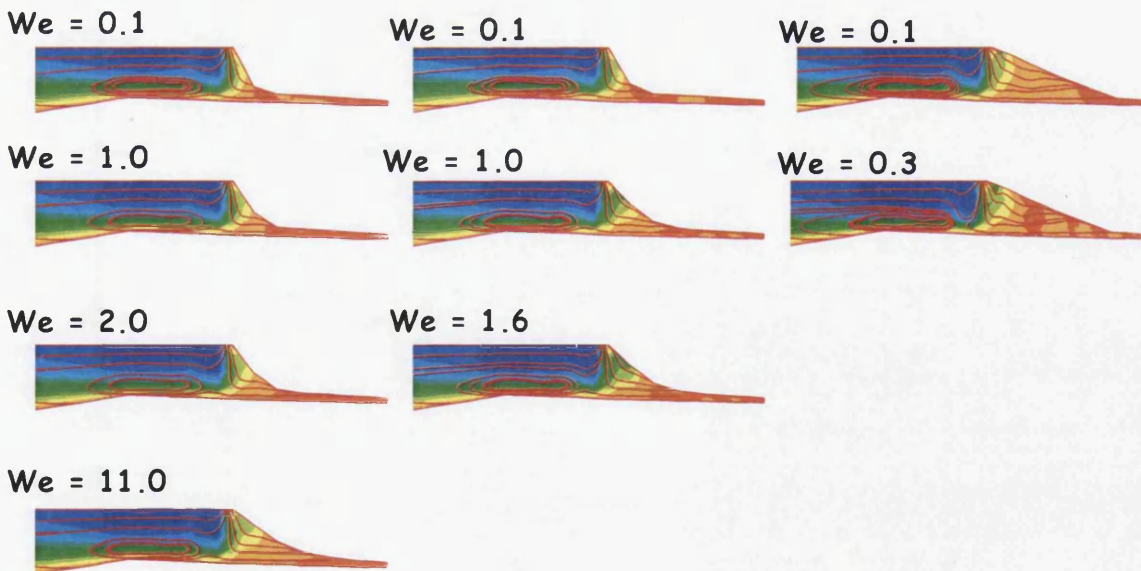 We = 0.1
We = 0.1
We = 0.1
We = 1.0
We = 1.0
We = 0.3
We = 2.0
We = 1.6
We = 11.0